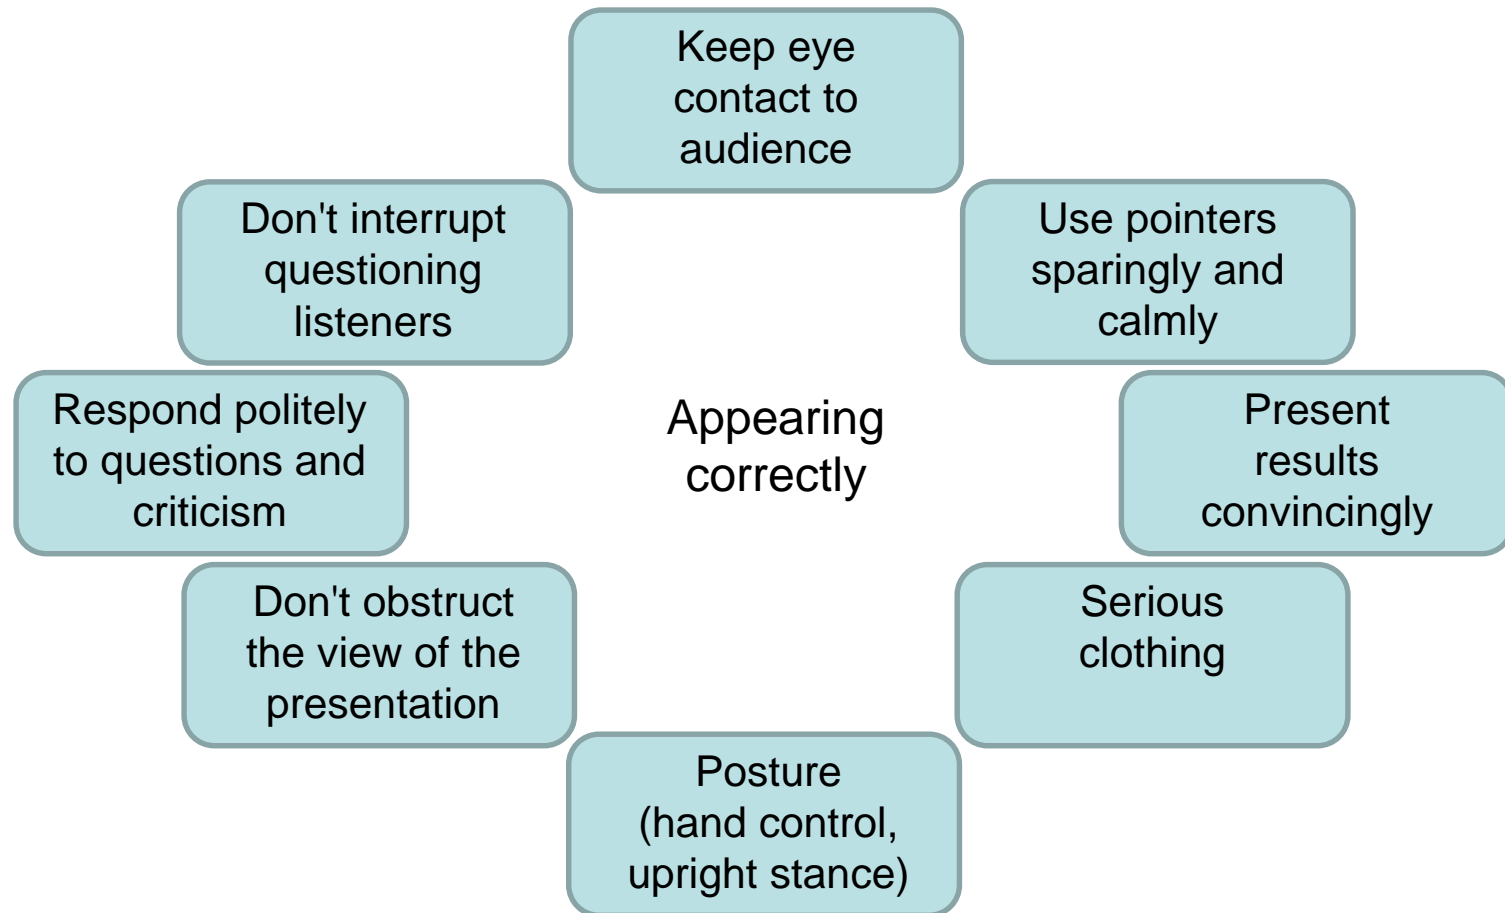 Keep eye
contact to
audience
Don't interrupt
questioning
listeners
Use pointers
sparingly and
calmly
Respond politely
to questions and
criticism
Appearing
correctly
Present
results
convincingly
Don't obstruct
the view of the
presentation
Serious
clothing
Posture
(hand control,
upright stance)